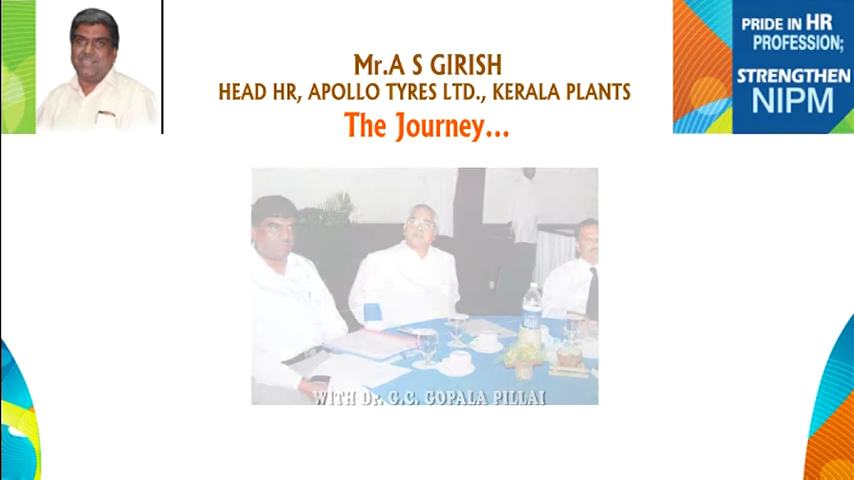 Mr.A S GIRISH
HEAD HR, APOLLO TYRES LTD., KERALA PLANTS
The Journey...
PRIDE IN HR
PROFESSION;
STRENGTHEN
NIPM
WITH Dr. G.C. GOPALA PILLAI